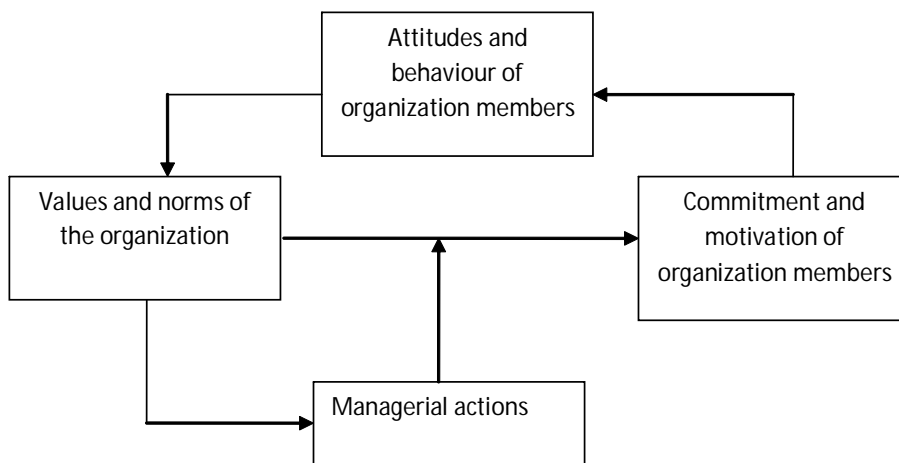 Attitudes and
behaviour of
organization members
Values and norms of
the organization
Commitment and
motivation of
organization members
Managerial actions